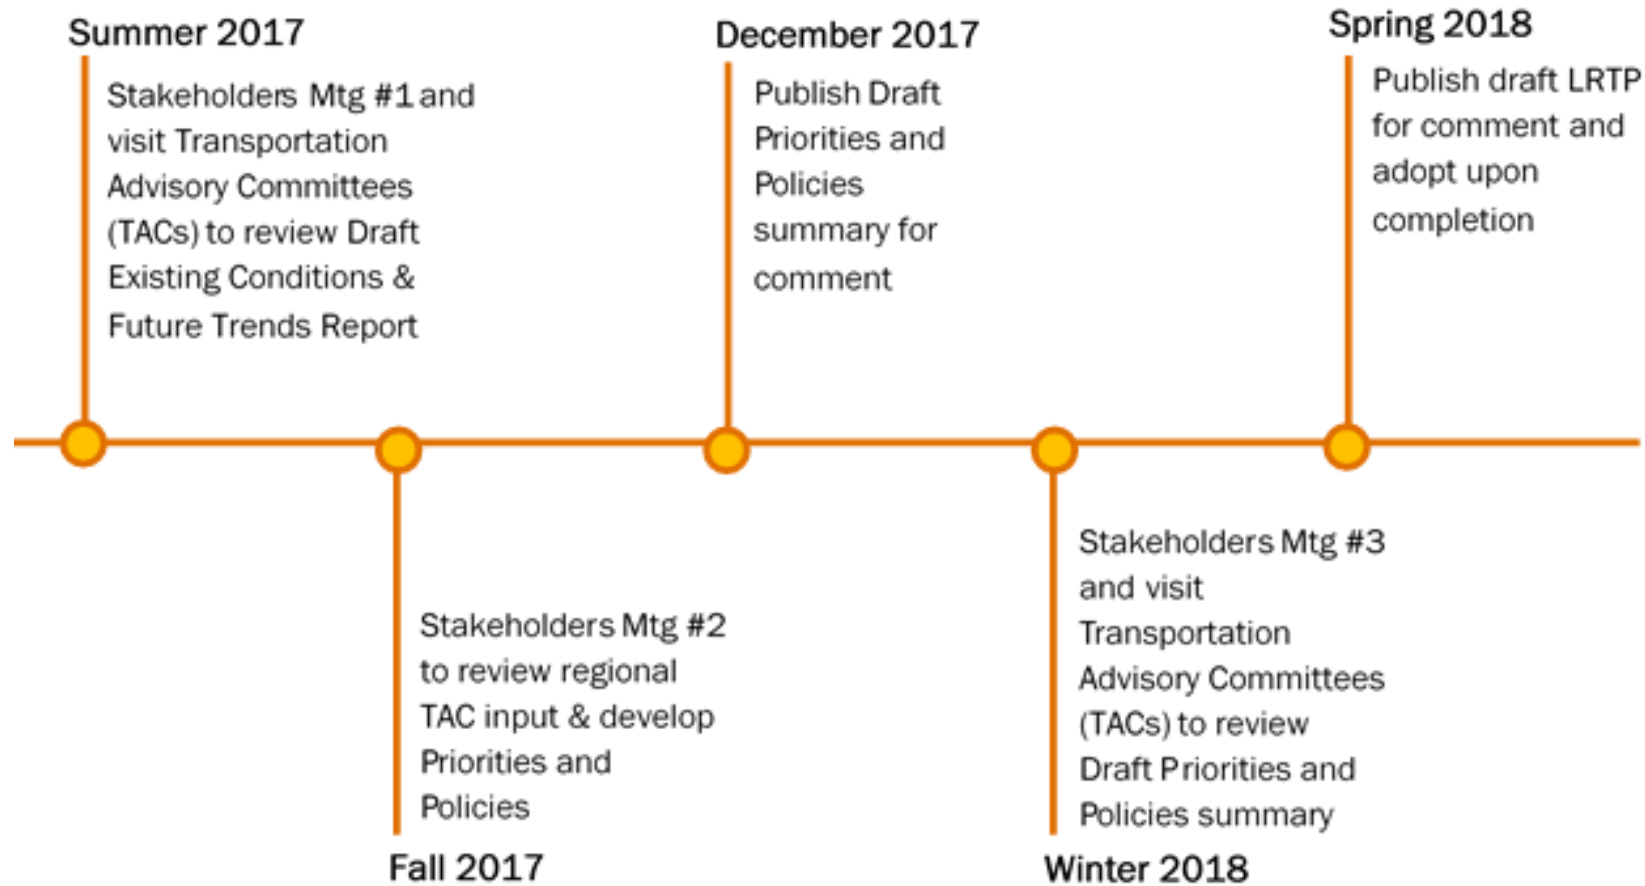 Summer 2017
Stakeholders Mtg #1 and
visit Transportation
Advisory Committees
(TACs) to review Draft
Existing Conditions &
Future Trends Report
Fall 2017
Stakeholders Mtg #2
to review regional
TAC input & develop
Priorities and
Policies
December 2017
Publish Draft
Priorities and
Policies
summary for
comment
Winter 2018
Stakeholders Mtg #3
and visit
Transportation
Advisory Committees
(TACs) to review
Draft Priorities and
Policies summary
Spring 2018
Publish draft LRTP
for comment and
adopt upon
completion